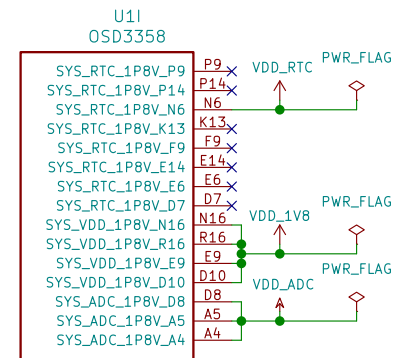 U1I
OSD3358
SYS_RTC_1P8V_P9 P9
SYS_RTC_1P8V_P14 P14
SYS_RTC_1P8V_N6 N6
SYS_RTC_1P8V_K13 K13
SYS_RTC_1P8V_F9 F9
SYS_RTC_1P8V_E14 E14
SYS_RTC_1P8V_E6 E6
SYS_RTC_1P8V_D7 D7
SYS_VDD_1P8V_N16 N16
SYS_VDD_1P8V_R16 R16
SYS_VDD_1P8V_E9 E9
SYS_VDD_1P8V_D10 D10
SYS_ADC_1P8V_D8 D8
SYS_ADC_1P8V_A5 A5
SYS_ADC_1P8V_A4 A4
VDD_RTC
PWR_FLAG
VDD_1V8
PWR_FLAG
VDD_ADC
PWR_FLAG